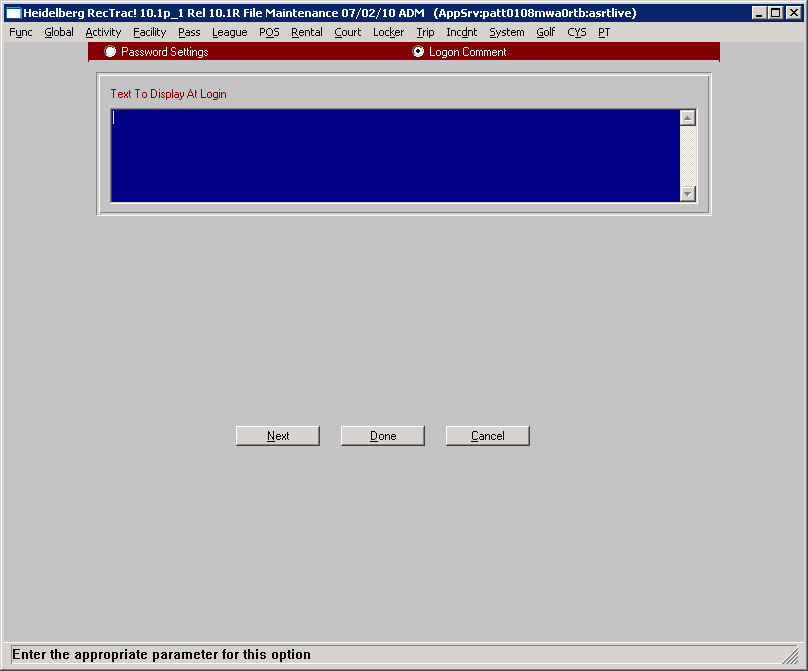 Heidelberg RecTrac! 10.1p_1 Rel 10.1R File Maintenance 07/02/10 ADM (AppSrv:patt0108mwa0rtb:asrtlive)
Func Global Activity Facility Pass League POS Rental Court Locker Trip Incdnt System Golf CYS PT
Password Settings Logon Comment
Text To Display At Login
Next Done Cancel
Enter the appropriate parameter for this option